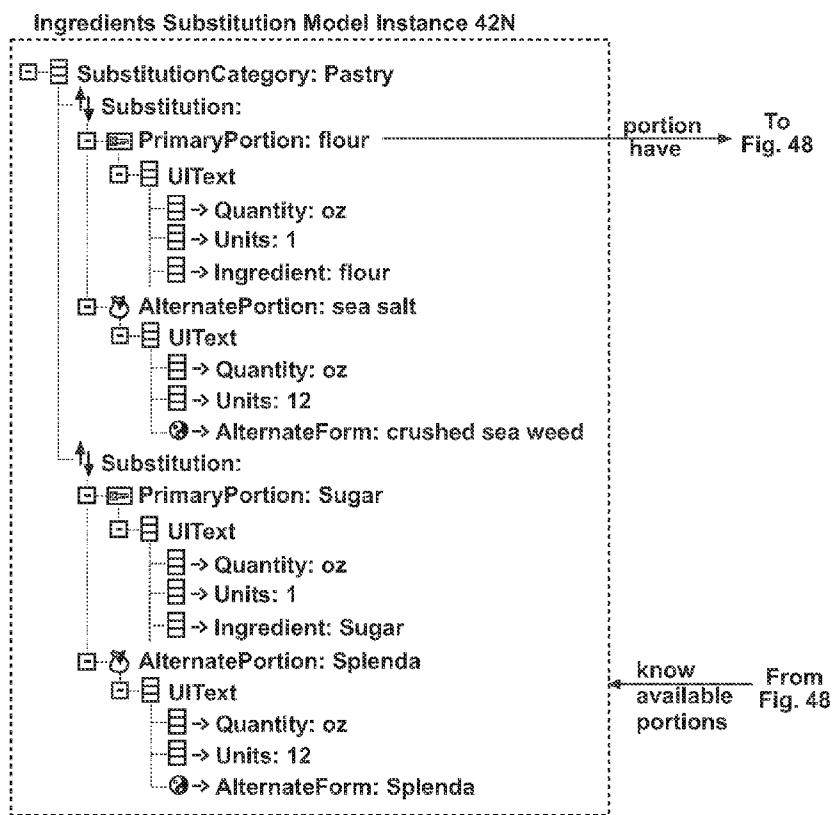 Ingredients Substitution Model Instance 42N
SubstitutionCategory: Pastry
Substitution:
PrimaryPortion: flour
portion
have
To
Fig. 48
UIText
Quantity: oz
Units: 1
Ingredient: flour
AlternatePortion: sea salt
UIText
Quantity: oz
Units: 12
AlternateForm: crushed sea weed
Substitution:
PrimaryPortion: Sugar
UIText
Quantity: oz
Units: 1
Ingredient: Sugar
AlternatePortion: Splenda
know
available
portions
From
Fig. 48
UIText
Quantity: oz
Units: 12
AlternateForm: Splenda